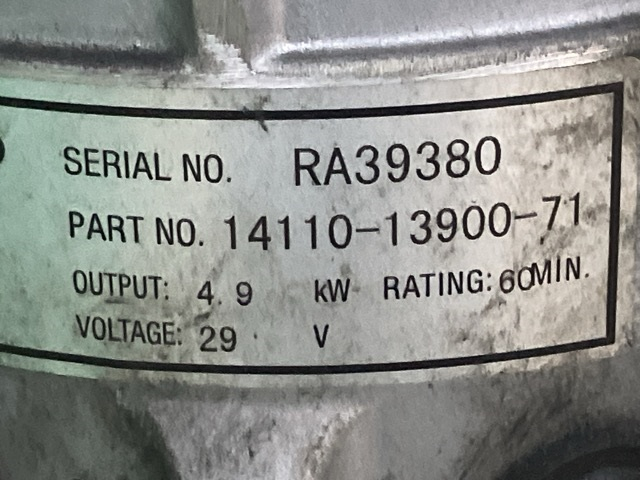 SERIAL NO. RA39380
PART NO. 14110-13900-71
OUTPUT: 4.9 kW RATING: 60MIN.
VOLTAGE: 29 V